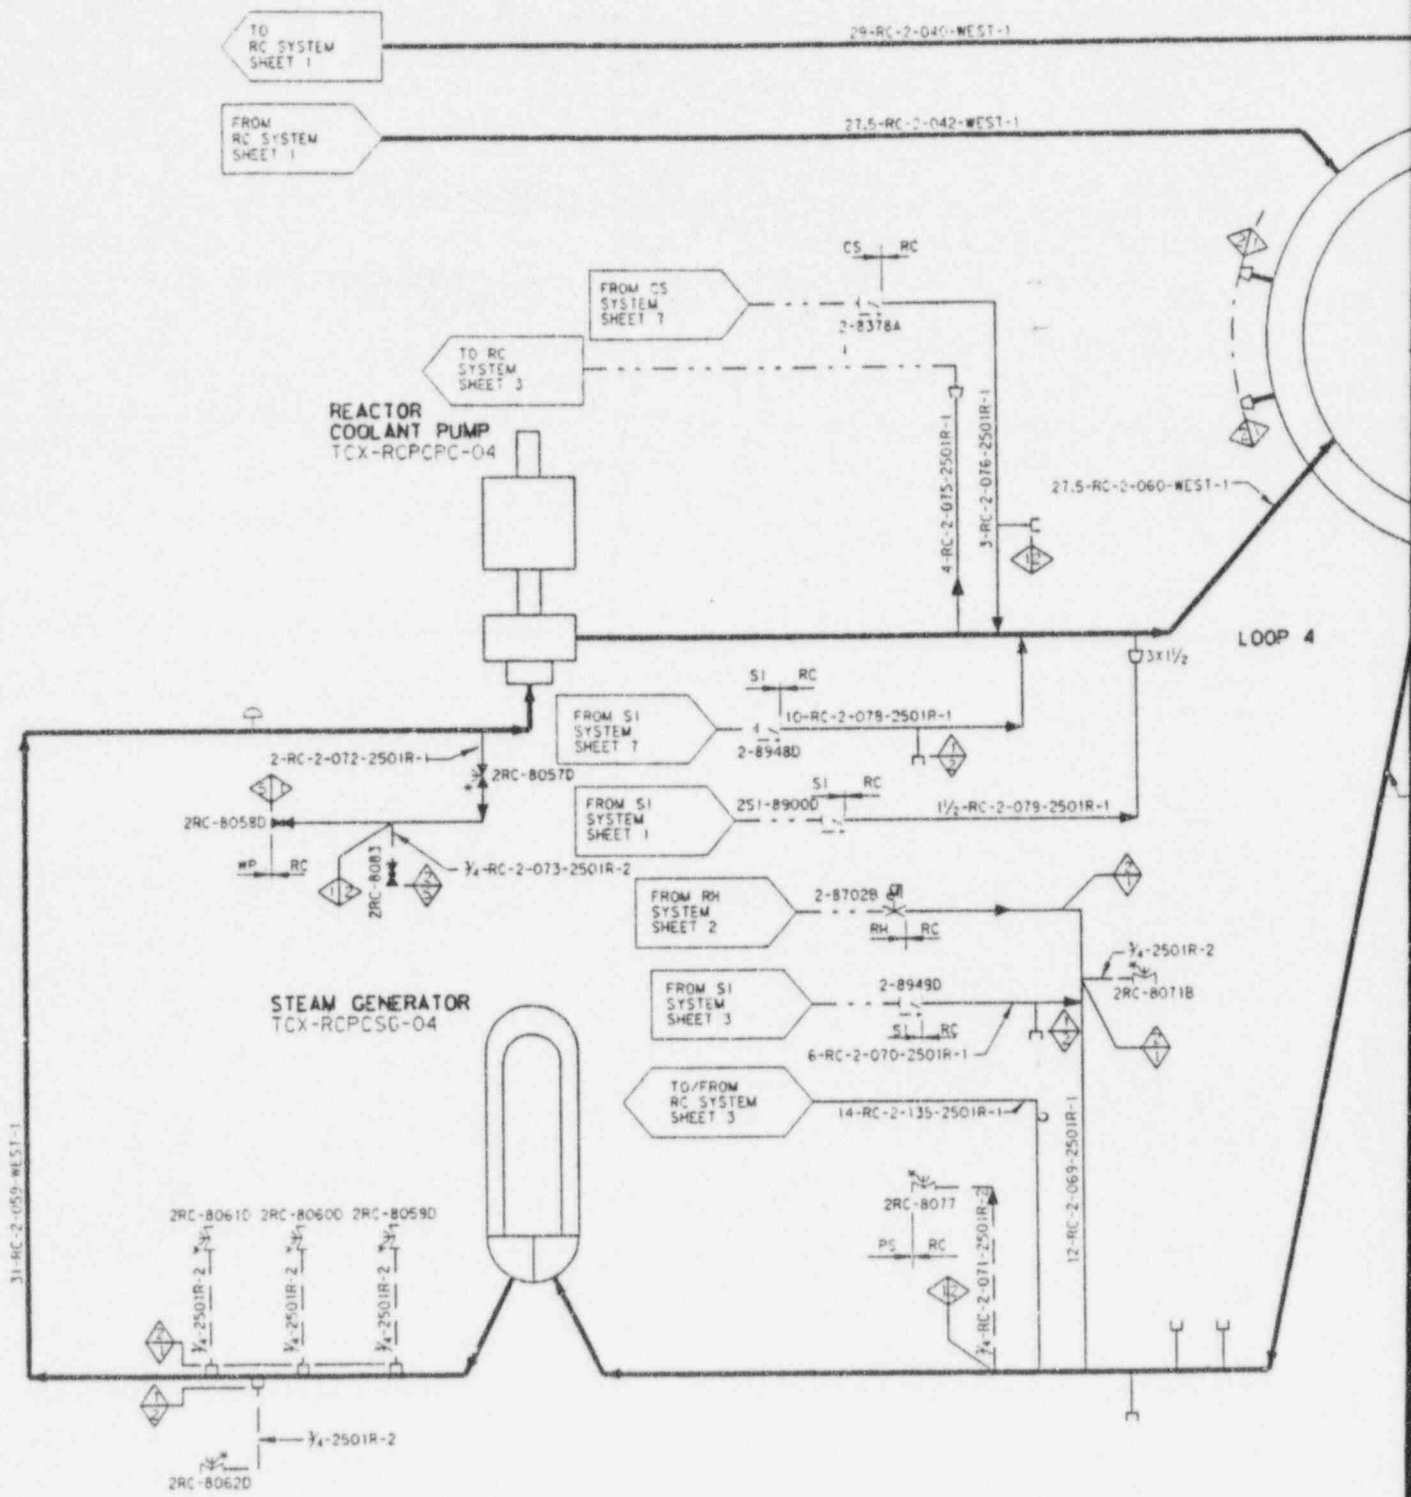 TO
RC SYSTEM
SHEET 1
29-RC-2-040-WEST-1
FROM
RC SYSTEM
SHEET 1
27.5-RC-2-042-WEST-1
CS
RC
FROM CS
SYSTEM
SHEET 7
2-8378A
TO RC
SYSTEM
SHEET 3
REACTOR
COOLANT PUMP
TCX-RCPCPC-04
4-RC-2-075-2501R-1
3-RC-2-076-2501R-1
27.5-RC-2-060-WEST-1
LOOP 4
3X1½
SI
RC
FROM SI
SYSTEM
SHEET 7
10-RC-2-078-2501R-1
2-8948D
2-RC-2-072-2501R-1
2RC-8057D
2RC-8058D
WP
RC
2RC-8083
¾-RC-2-073-2501R-2
FROM SI
SYSTEM
SHEET 1
2SI-8900D
SI
RC
1½-RC-2-079-2501R-1
FROM RH
SYSTEM
SHEET 2
2-8702B
RH
RC
¾-2501R-2
2RC-8071B
FROM SI
SYSTEM
SHEET 3
2-8949D
SI
RC
6-RC-2-070-2501R-1
STEAM GENERATOR
TCX-RCPCSG-04
TO/FROM
RC SYSTEM
SHEET 3
14-RC-2-135-2501R-1
12-RC-2-069-2501R-1
31-RC-2-059-WEST-1
2RC-8077
PS
RC
¾-RC-2-071-2501R-2
2RC-8061D
2RC-8060D
2RC-8059D
¾-2501R-2
¾-2501R-2
¾-2501R-2
¾-2501R-2
2RC-8062D